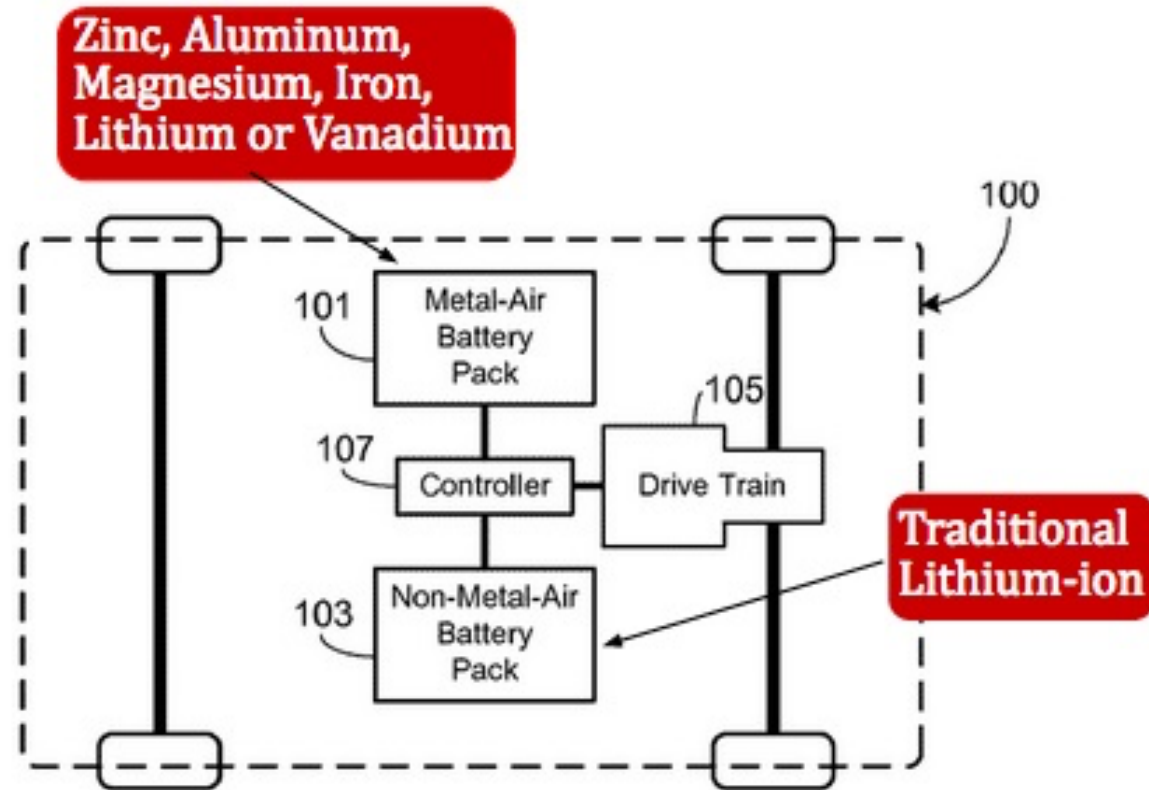 Zinc, Aluminum,
Magnesium, Iron,
Lithium or Vanadium
100
101
Metal-Air
Battery
Pack
105
107
Controller
Drive Train
Traditional
Lithium-ion
103
Non-Metal-Air
Battery
Pack